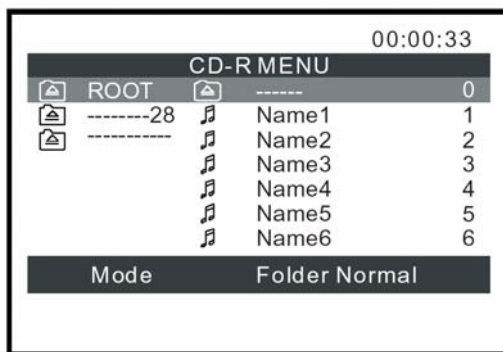 00:00:33
CD-R MENU
ROOT ------ 0
--------28 Name1 1
----------- Name2 2
Name3 3
Name4 4
Name5 5
Name6 6
Mode Folder Normal